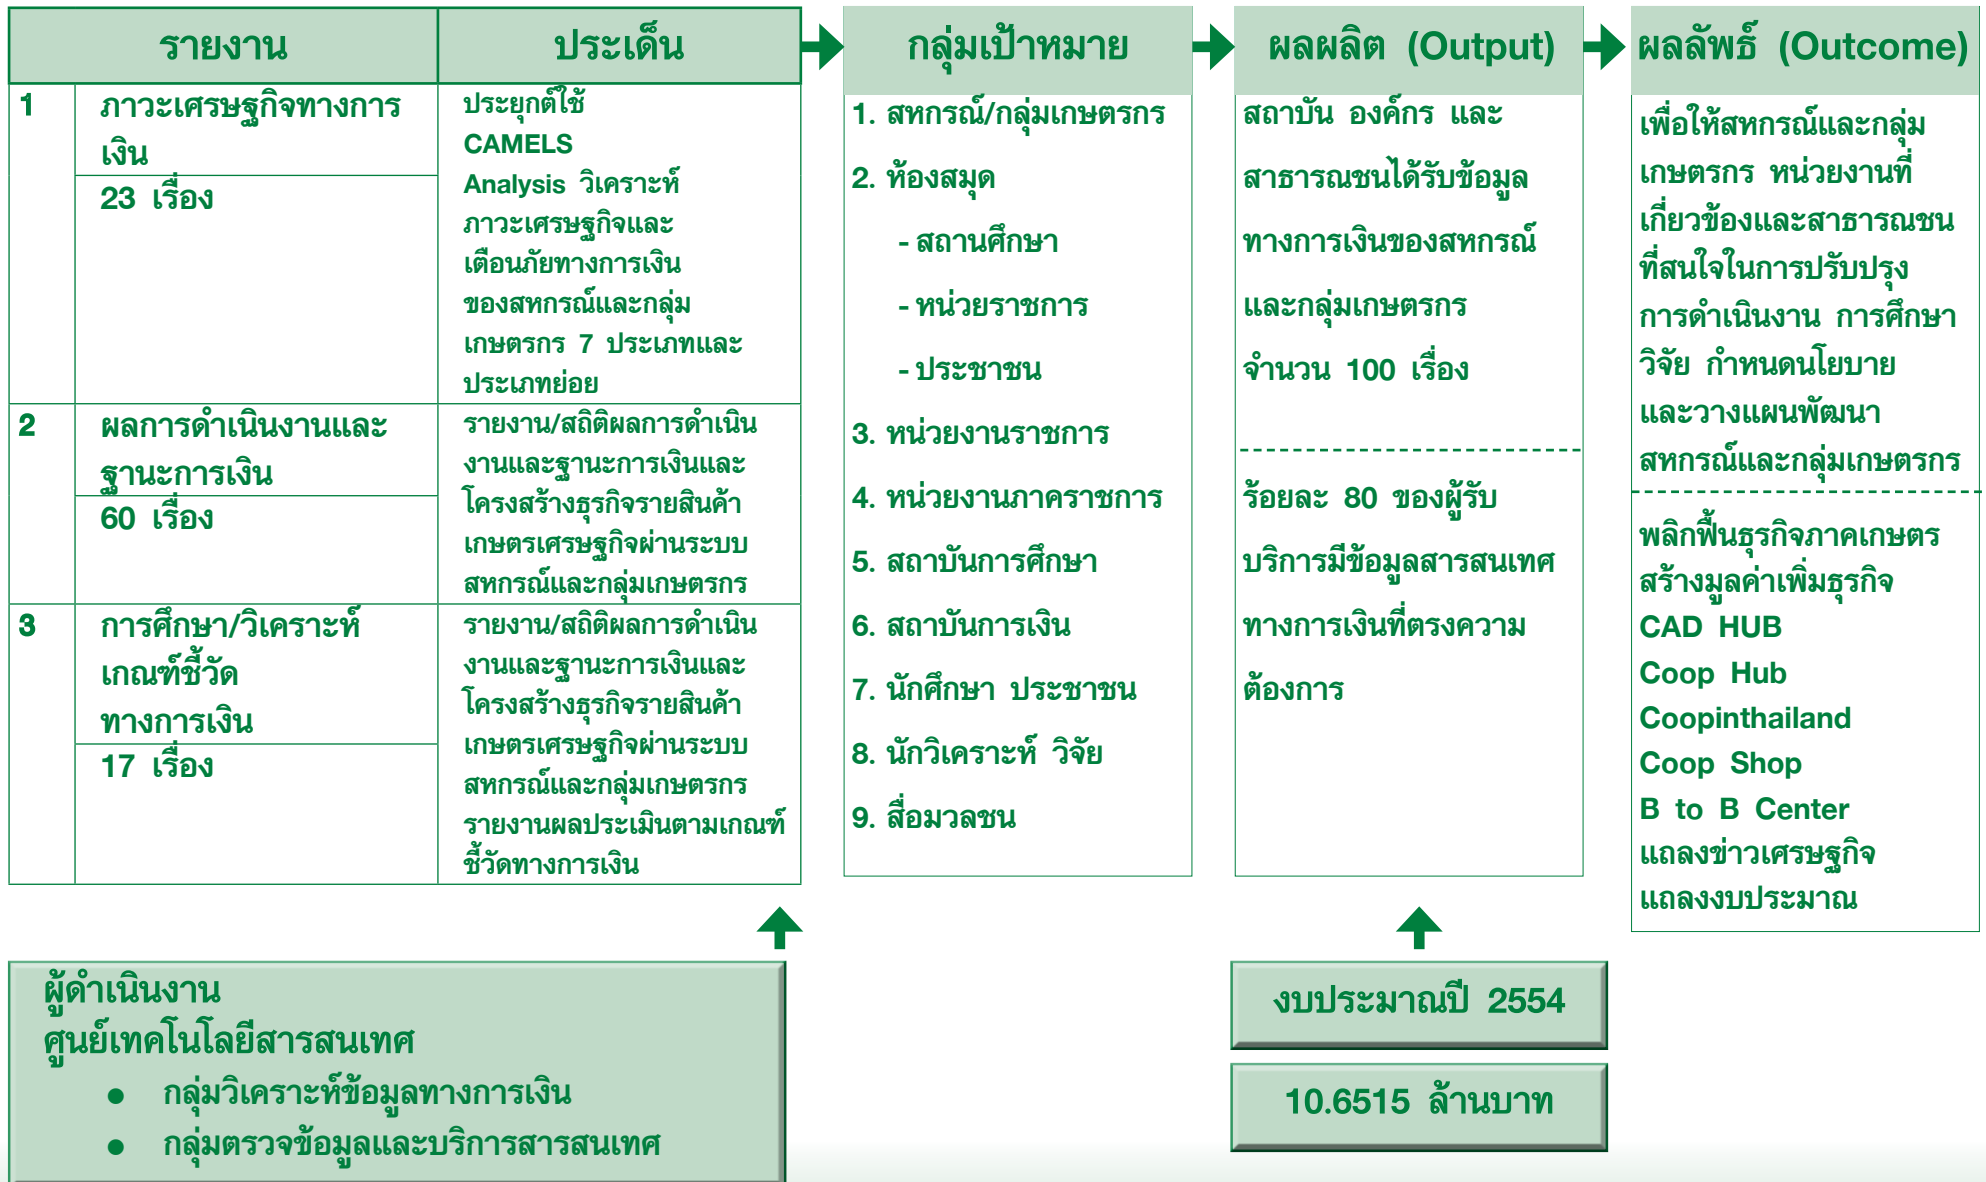 รายงาน
ประเด็น
1
ภาวะเศรษฐกิจทางการ
เงิน
23 เรื่อง
ประยุกต์ใช้
CAMELS
Analysis วิเคราะห์
ภาวะเศรษฐกิจและ
เตือนภัยทางการเงิน
ของสหกรณ์และกลุ่ม
เกษตรกร 7 ประเภทและ
ประเภทย่อย
2
ผลการดำเนินงานและ
ฐานะการเงิน
60 เรื่อง
รายงาน/สถิติผลการดำเนิน
งานและฐานะการเงินและ
โครงสร้างธุรกิจรายสินค้า
เกษตรเศรษฐกิจผ่านระบบ
สหกรณ์และกลุ่มเกษตรกร
3
การศึกษา/วิเคราะห์
เกณฑ์ชี้วัด
ทางการเงิน
17 เรื่อง
รายงาน/สถิติผลการดำเนิน
งานและฐานะการเงินและ
โครงสร้างธุรกิจรายสินค้า
เกษตรเศรษฐกิจผ่านระบบ
สหกรณ์และกลุ่มเกษตรกร
รายงานผลประเมินตามเกณฑ์
ชี้วัดทางการเงิน
กลุ่มเป้าหมาย
1. สหกรณ์/กลุ่มเกษตรกร
2. ห้องสมุด
- สถานศึกษา
- หน่วยราชการ
- ประชาชน
3. หน่วยงานราชการ
4. หน่วยงานภาคราชการ
5. สถาบันการศึกษา
6. สถาบันการเงิน
7. นักศึกษา ประชาชน
8. นักวิเคราะห์ วิจัย
9. สื่อมวลชน
ผลผลิต (Output)
สถาบัน องค์กร และ
สาธารณชนได้รับข้อมูล
ทางการเงินของสหกรณ์
และกลุ่มเกษตรกร
จำนวน 100 เรื่อง
ร้อยละ 80 ของผู้รับ
บริการมีข้อมูลสารสนเทศ
ทางการเงินที่ตรงความ
ต้องการ
ผลลัพธ์ (Outcome)
เพื่อให้สหกรณ์และกลุ่ม
เกษตรกร หน่วยงานที่
เกี่ยวข้องและสาธารณชน
ที่สนใจในการปรับปรุง
การดำเนินงาน การศึกษา
วิจัย กำหนดนโยบาย
และวางแผนพัฒนา
สหกรณ์และกลุ่มเกษตรกร
พลิกฟื้นธุรกิจภาคเกษตร
สร้างมูลค่าเพิ่มธุรกิจ
CAD HUB
Coop Hub
Coopinthailand
Coop Shop
B to B Center
แถลงข่าวเศรษฐกิจ
แถลงงบประมาณ
ผู้ดำเนินงาน
ศูนย์เทคโนโลยีสารสนเทศ
● กลุ่มวิเคราะห์ข้อมูลทางการเงิน
● กลุ่มตรวจข้อมูลและบริการสารสนเทศ
งบประมาณปี 2554
10.6515 ล้านบาท